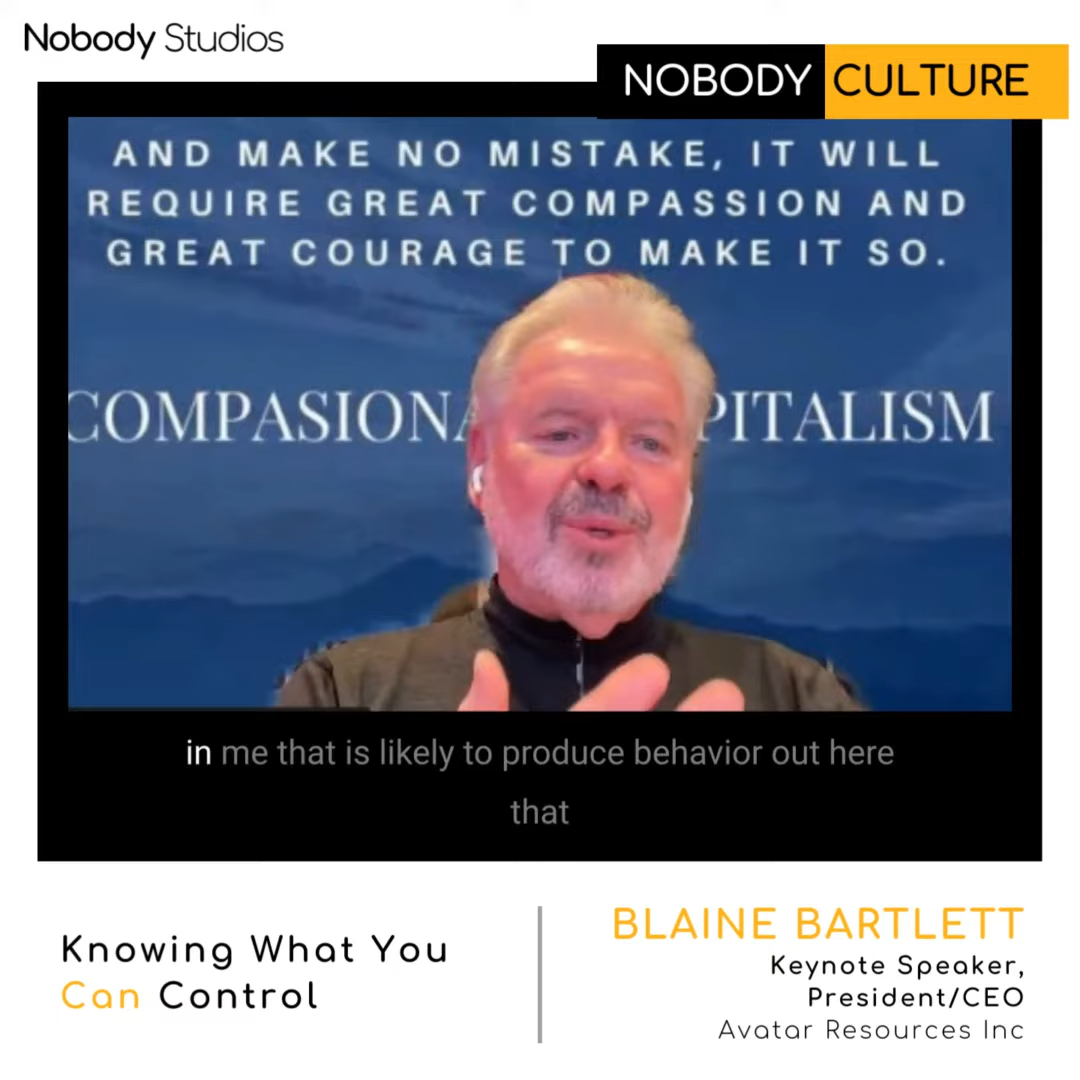 Nobody Studios
NOBODY CULTURE
AND MAKE NO MISTAKE, IT WILL
REQUIRE GREAT COMPASSION AND
GREAT COURAGE TO MAKE IT SO.
COMPASIONA PITALISM
in me that is likely to produce behavior out here
that
Knowing What You
Can Control
BLAINE BARTLETT
Keynote Speaker,
President/CEO
Avatar Resources Inc